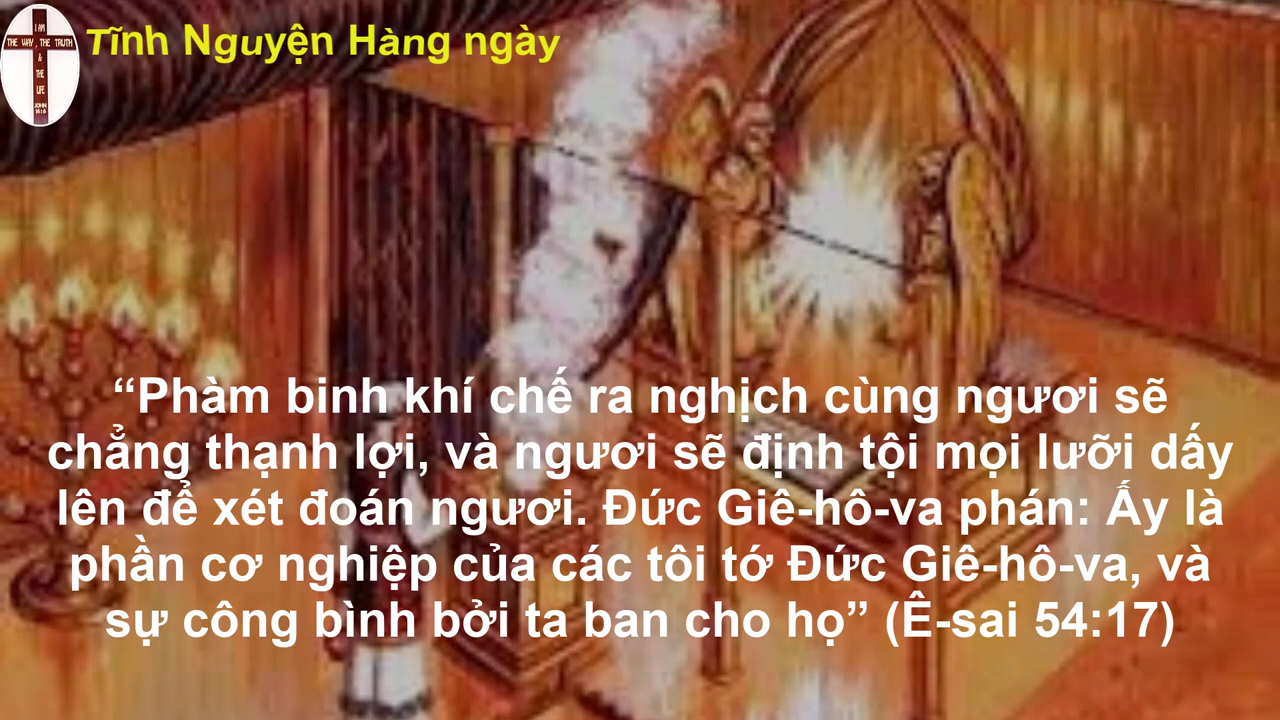 I AM
THE WAY, THE TRUTH
&
THE
LIFE
JOHN
Tĩnh Nguyện Hàng ngày
“Phàm binh khí chế ra nghịch cùng ngươi sẽ
chẳng thạnh lợi, và ngươi sẽ định tội mọi lưỡi dấy
lên để xét đoán ngươi. Đức Giê-hô-va phán: Ấy là
phần cơ nghiệp của các tôi tớ Đức Giê-hô-va, và
sự công bình bởi ta ban cho họ” (Ê-sai 54:17)